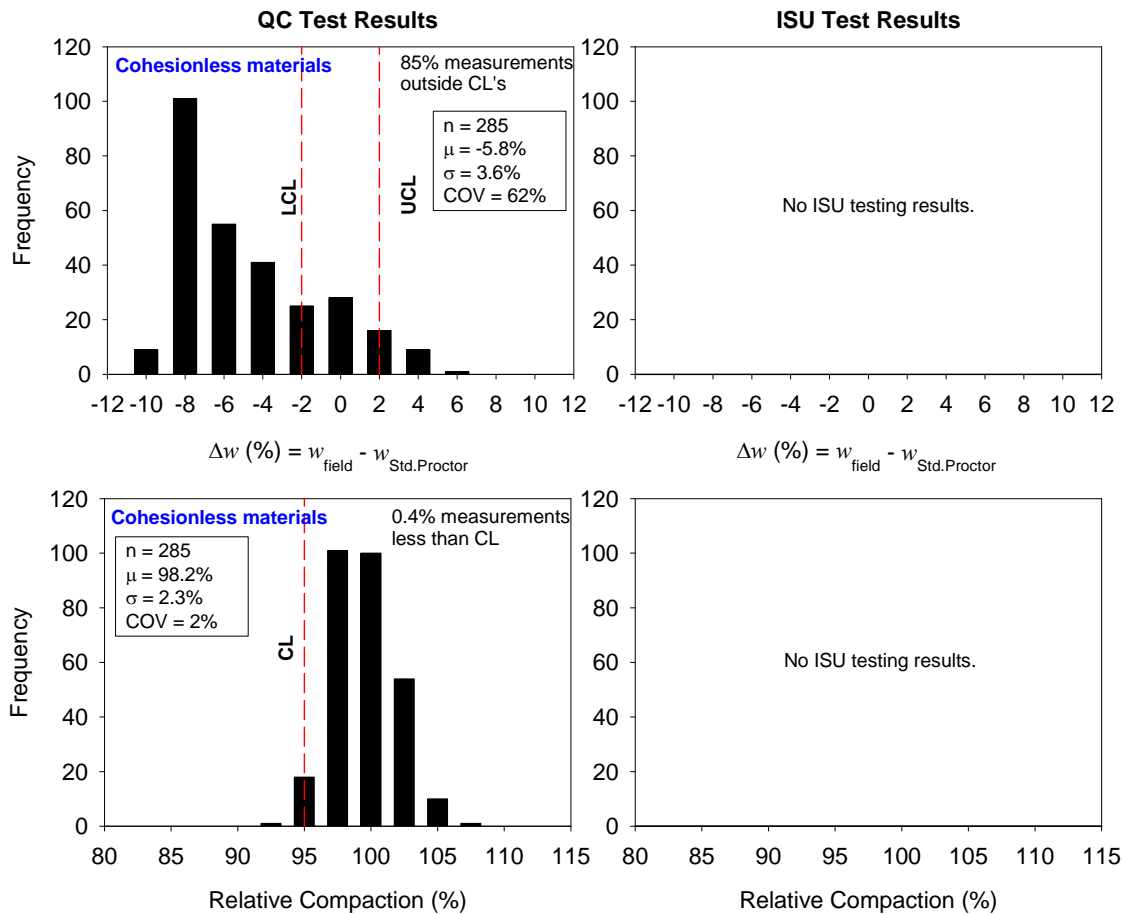 QC Test Results
ISU Test Results
Cohesionless materials
85% measurements
outside CL's
n = 285
μ = -5.8%
σ = 3.6%
COV = 62%
LCL
UCL
Frequency
120
100
80
60
40
20
0
-12 -10 -8 -6 -4 -2 0 2 4 6 8 10 12
Δw (%) = w field - w Std.Proctor
120
100
80
60
40
20
0
No ISU testing results.
-12 -10 -8 -6 -4 -2 0 2 4 6 8 10 12
Δw (%) = w field - w Std.Proctor
Cohesionless materials
0.4% measurements
less than CL
n = 285
μ = 98.2%
σ = 2.3%
COV = 2%
CL
Frequency
120
100
80
60
40
20
0
80 85 90 95 100 105 110 115
Relative Compaction (%)
120
100
80
60
40
20
0
No ISU testing results.
80 85 90 95 100 105 110 115
Relative Compaction (%)